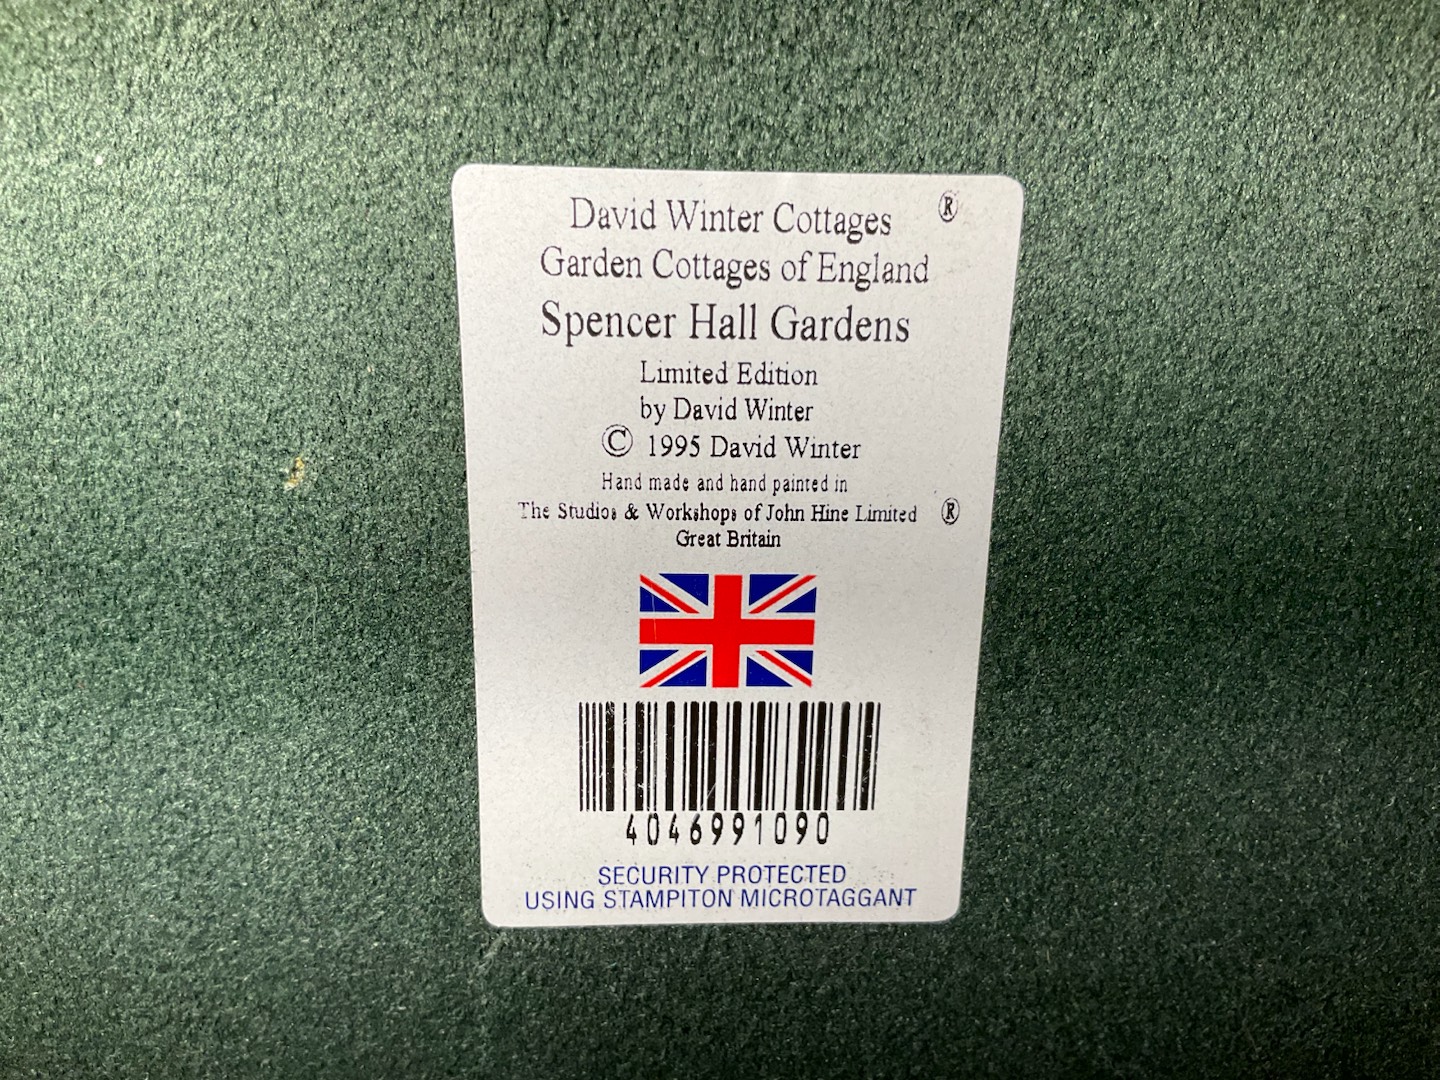 David Winter Cottages ®
Garden Cottages of England
Spencer Hall Gardens
Limited Edition
by David Winter
© 1995 David Winter
Hand made and hand painted in
The Studios & Workshops of John Hine Limited ®
Great Britain
4046991090
SECURITY PROTECTED
USING STAMPITON MICROTAGGANT